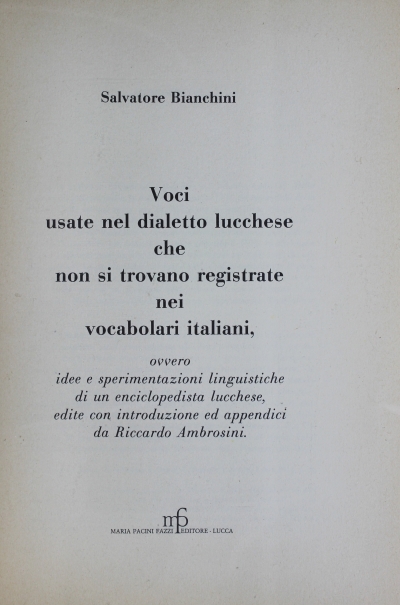 Salvatore Bianchini
Voci
usate nel dialetto lucchese
che
non si trovano registrate
nei
vocabolari italiani,
ovvero
idee e sperimentazioni linguistiche
di un enciclopedista lucchese,
edite con introduzione ed appendici
da Riccardo Ambrosini.
mpf
MARIA PACINI FAZZI EDITORE - LUCCA